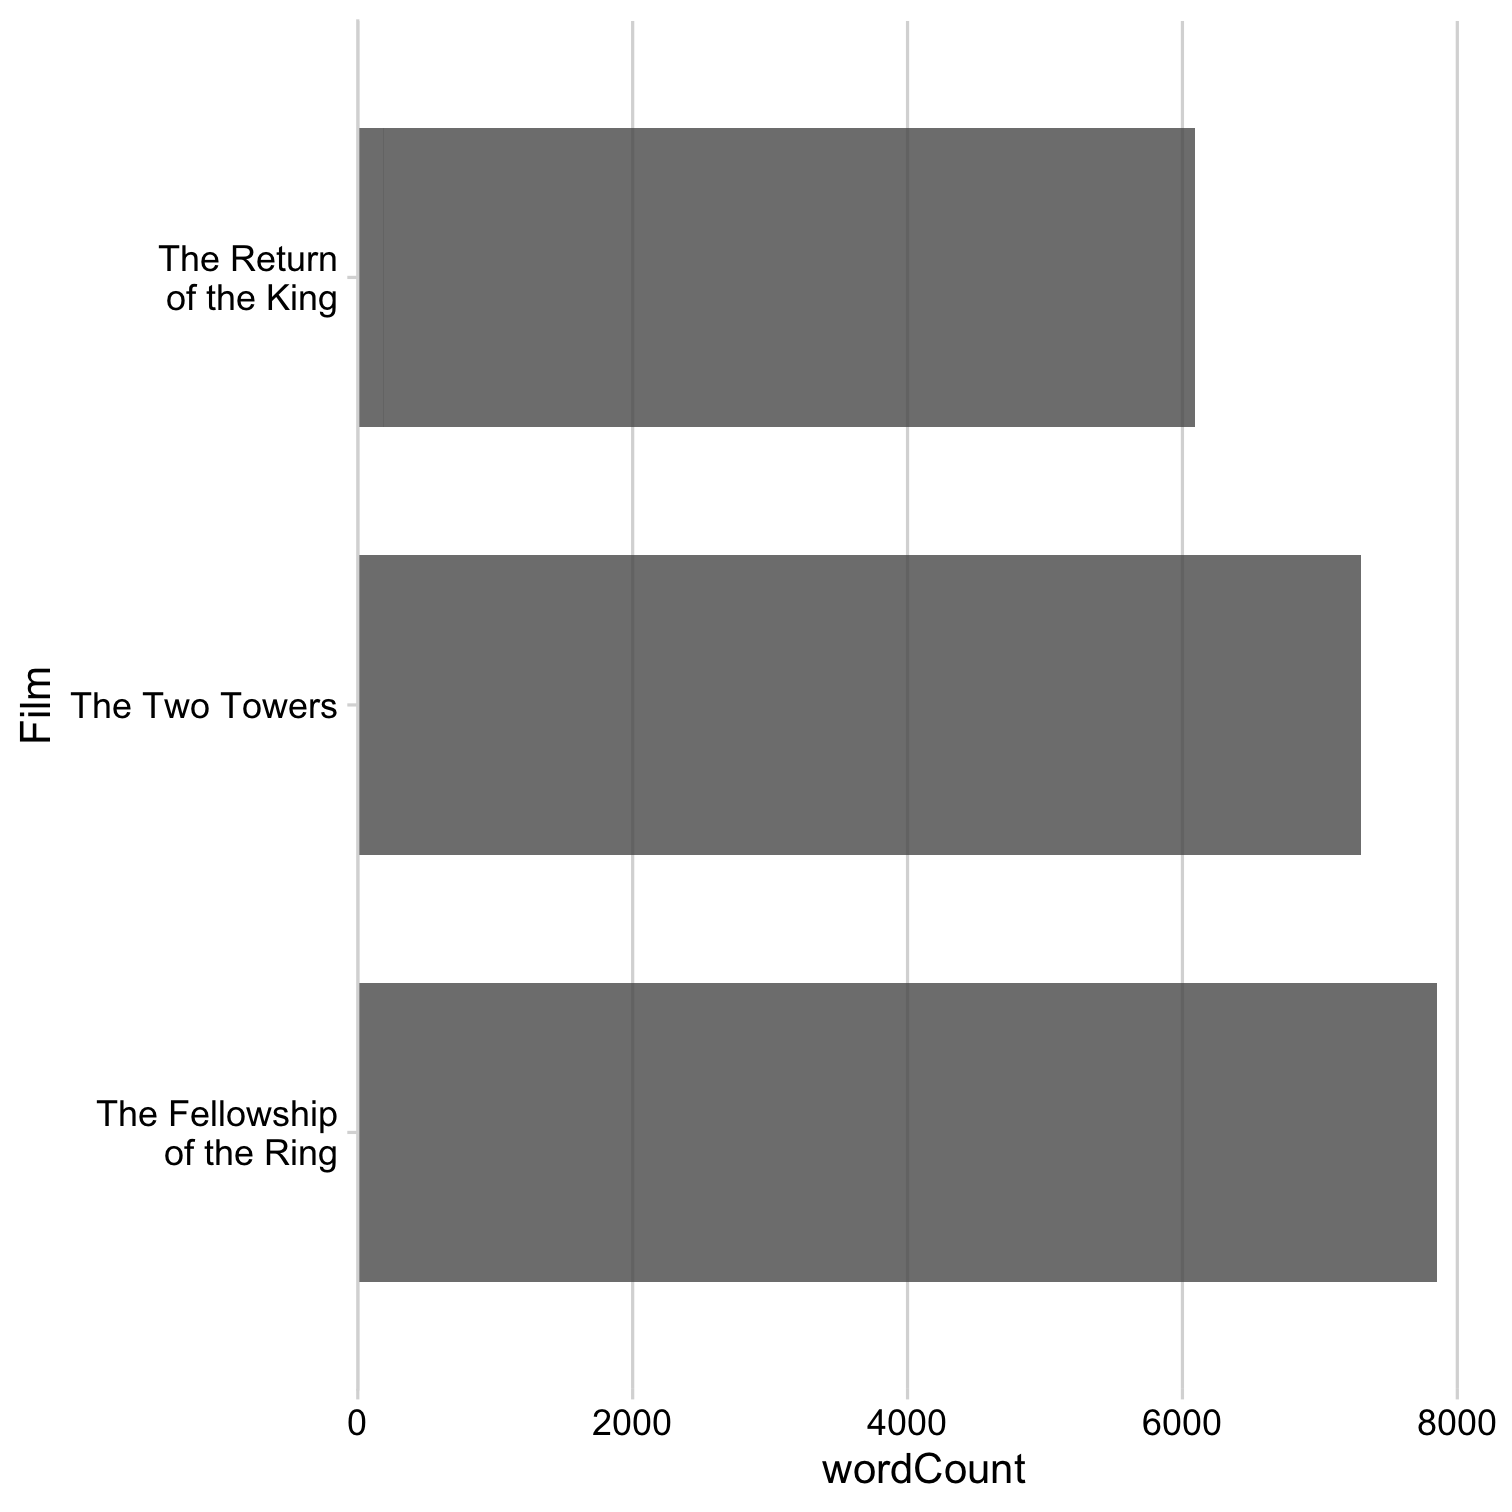 The Return
of the King
Film
The Two Towers
The Fellowship
of the Ring
0
2000
4000
6000
8000
wordCount